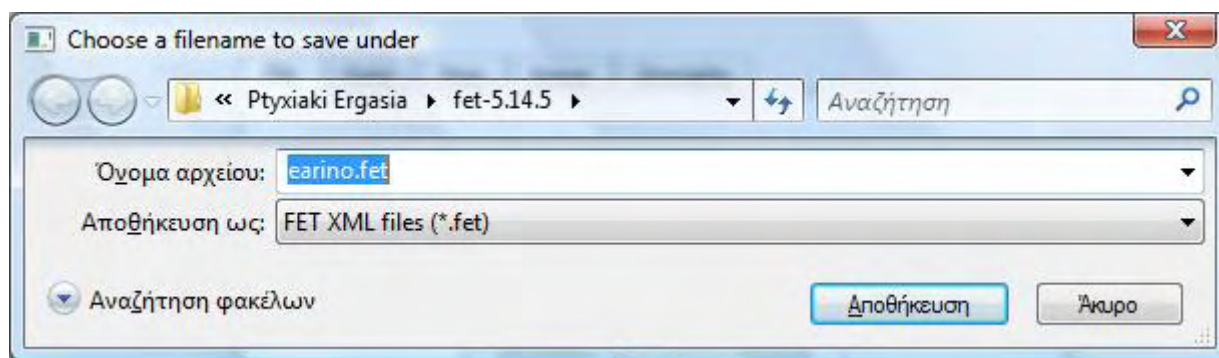 Choose a filename to save under
« Ptyxiaki Ergasia fet-5.14.5 Αναζήτηση
Όνομα αρχείου: earino.fet
Αποθήκευση ως: FET XML files (*.fet)
Αναζήτηση φακέλων Αποθήκευση Άκυρο